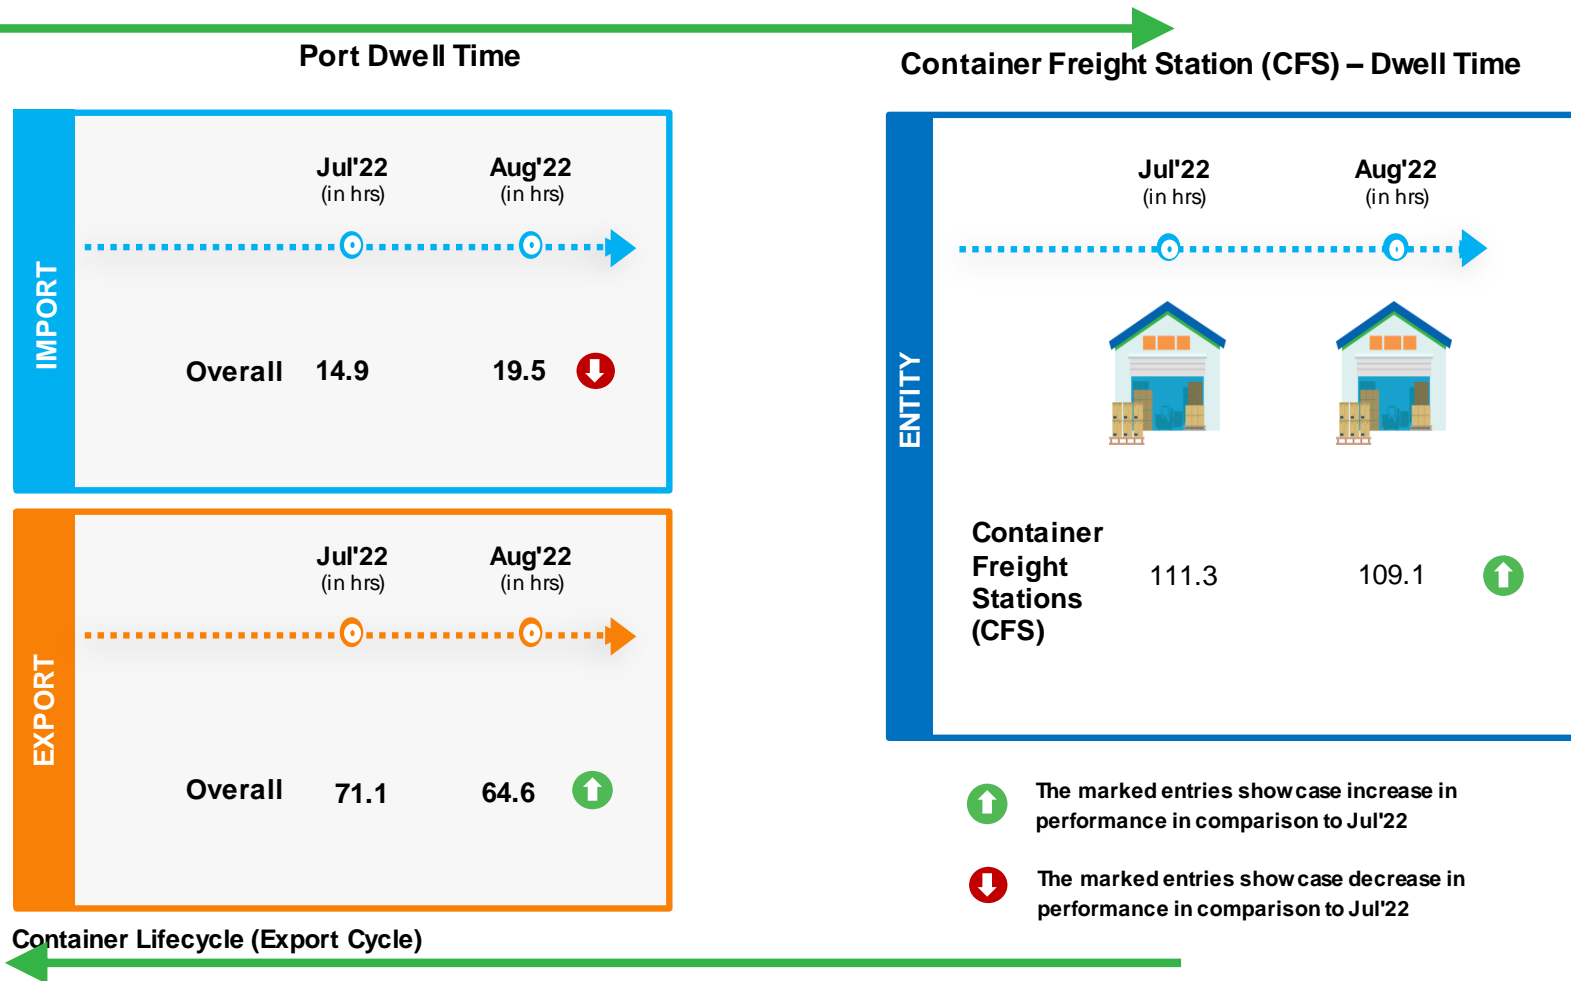 Port Dwell Time
Container Freight Station (CFS) – Dwell Time
IMPORT
Jul'22
(in hrs)
Aug'22
(in hrs)
Overall 14.9 19.5
EXPORT
Jul'22
(in hrs)
Aug'22
(in hrs)
Overall 71.1 64.6
ENTITY
Jul'22
(in hrs)
Aug'22
(in hrs)
Container
Freight
Stations
(CFS)
111.3 109.1
The marked entries showcase increase in
performance in comparison to Jul'22
The marked entries showcase decrease in
performance in comparison to Jul'22
Container Lifecycle (Export Cycle)